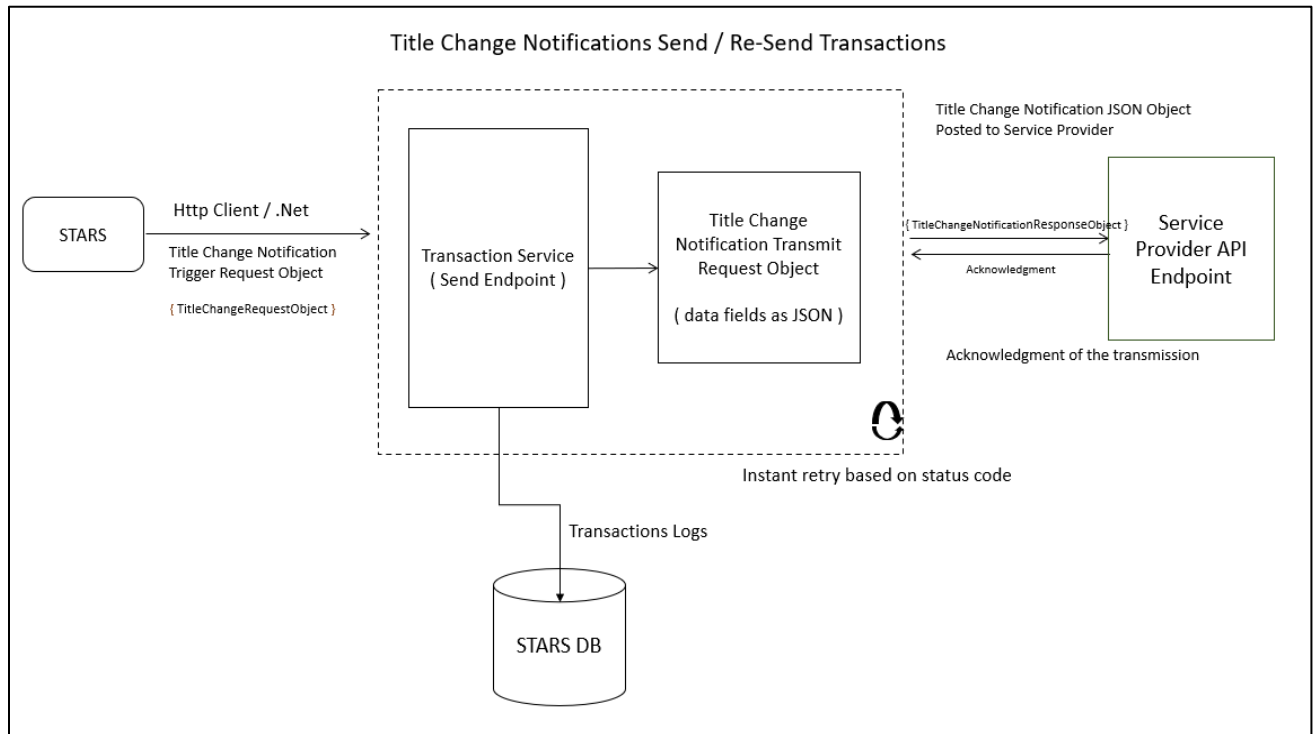 Title Change Notifications Send / Re-Send Transactions
STARS
Http Client / .Net
Title Change Notification
Trigger Request Object
{ TitleChangeRequestObject }
Transaction Service
( Send Endpoint )
Title Change
Notification Transmit
Request Object
( data fields as JSON )
Title Change Notification JSON Object
Posted to Service Provider
{ TitleChangeNotificationResponseObject }
Acknowledgment
Service
Provider API
Endpoint
Acknowledgment of the transmission
Instant retry based on status code
Transactions Logs
STARS DB